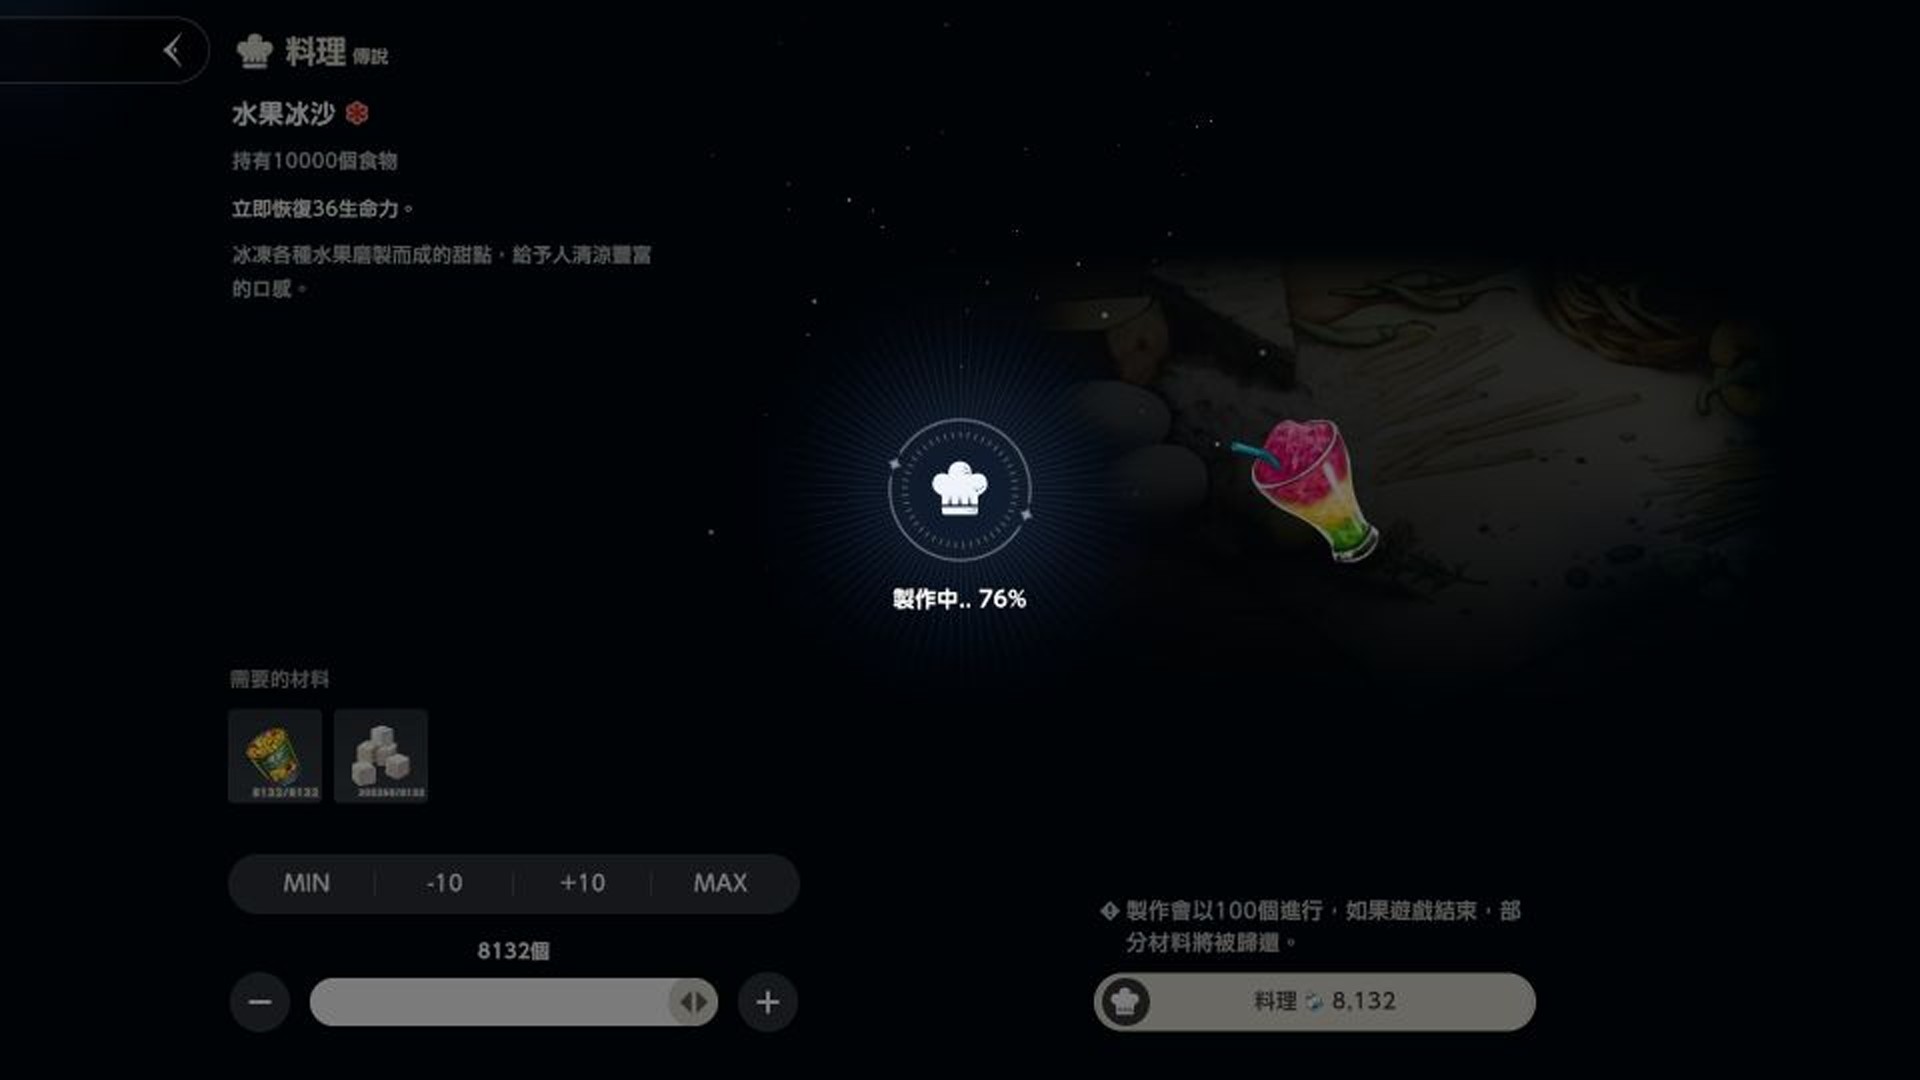 料理 傳說
水果冰沙
持有10000個食物
立即恢復36生命力。
冰凍各種水果磨製而成的甜點，給予人清涼豐富
的口感。
製作中.. 76%
需要的材料
8132/8132
MIN -10 +10 MAX
8132個
製作會以100個進行，如果遊戲結束，部
分材料將被歸還。
料理 8,132